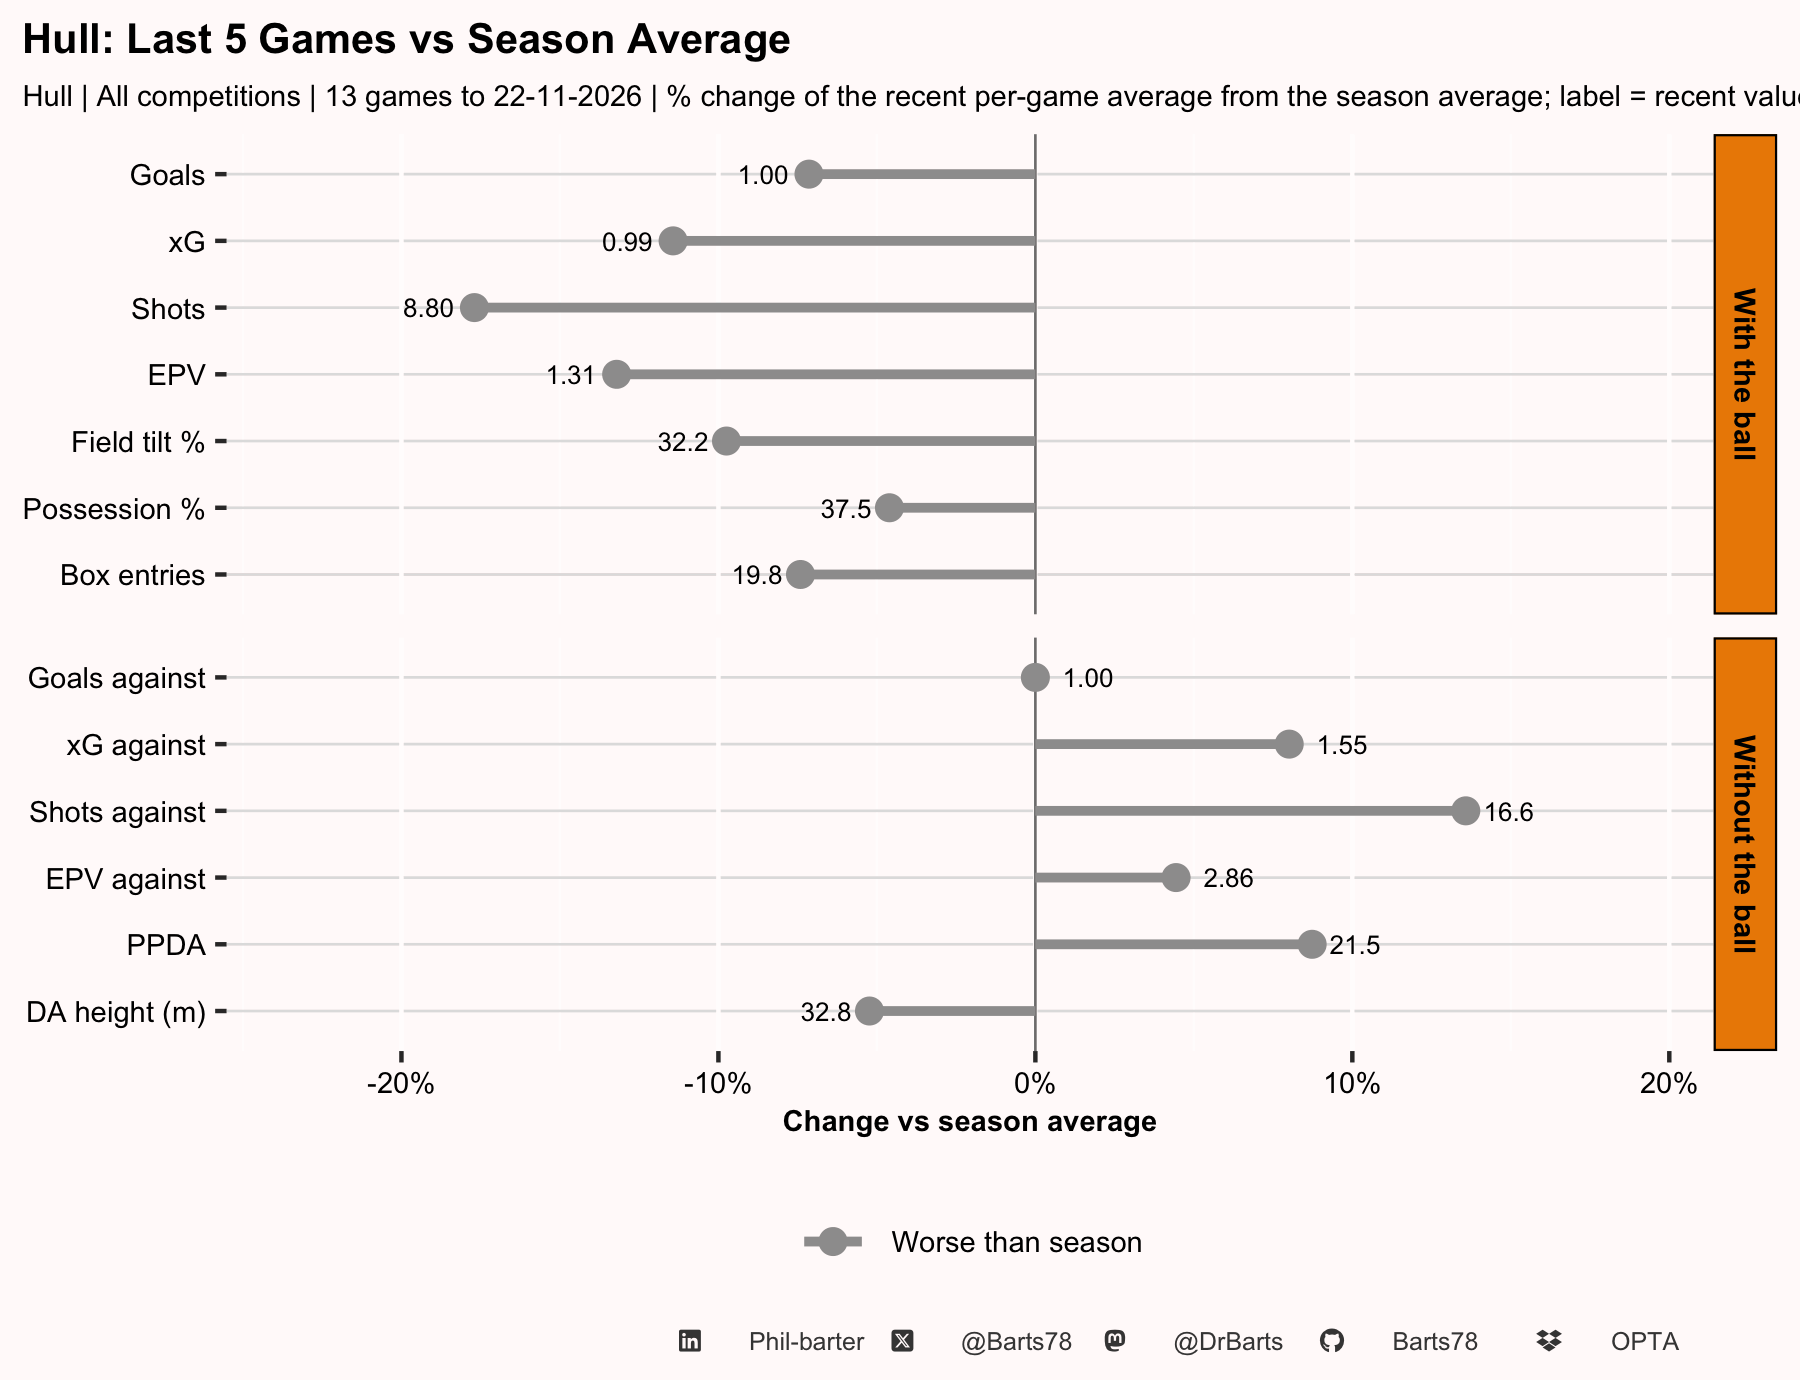 Hull: Last 5 Games vs Season Average
Hull | All competitions | 13 games to 22-11-2026 | % change of the recent per-game average from the season average; label = recent
Goals
1.00
xG
0.99
Shots
8.80
EPV
1.31
Field tilt %
32.2
Possession %
37.5
Box entries
19.8
With the ball
Goals against
1.00
xG against
1.55
Shots against
16.6
EPV against
2.86
PPDA
21.5
DA height (m)
32.8
Without the ball
-20% -10% 0% 10% 20%
Change vs season average
Worse than season
Phil-barter @Barts78 @DrBarts Barts78 OPTA